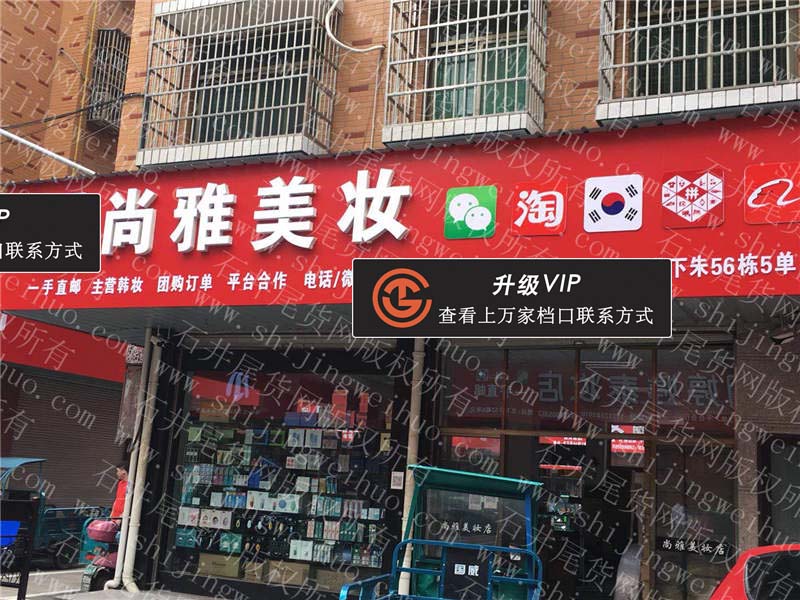 尚雅美妆
淘
拼
一手直邮 主营韩妆 团购订单 平台合作 电话/微
下朱56栋5单
P
口联系方式
升级VIP
查看上万家档口联系方式
尚雅美妆店
尚雅美妆店
国威
石井尾货网版权所有
www.shijingweihuo.com